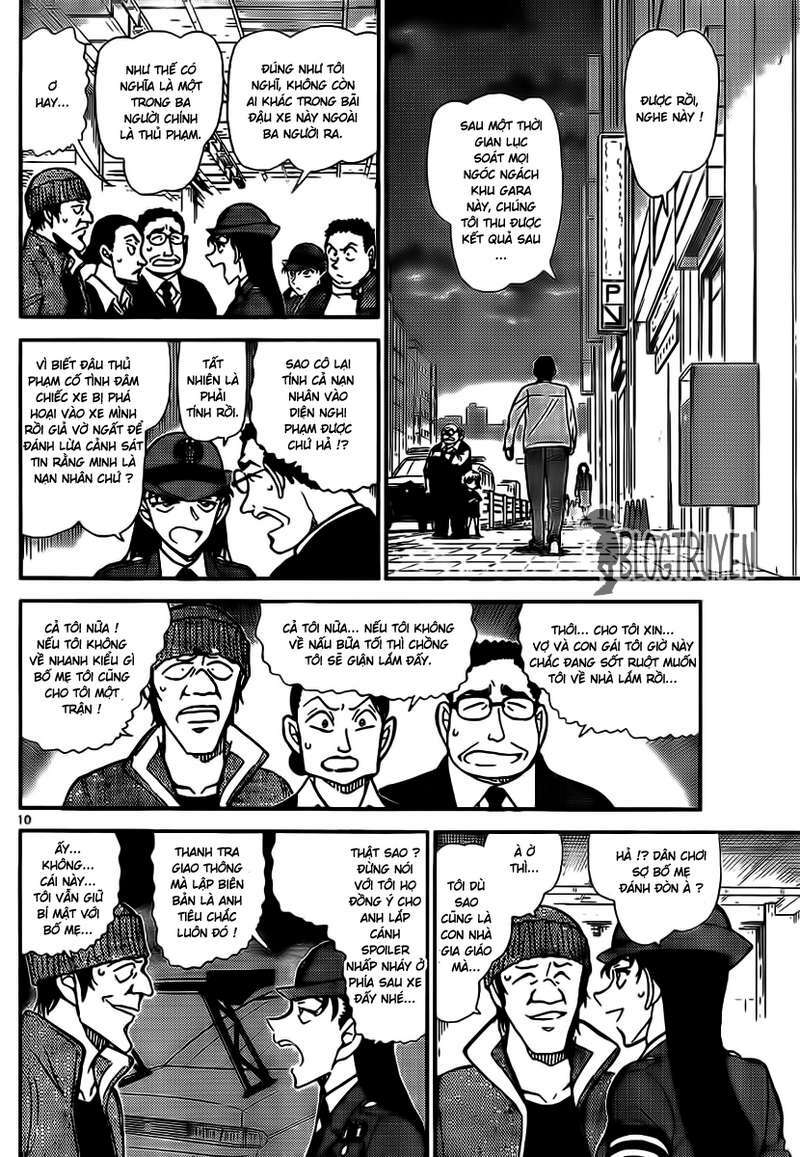 ĐƯỢC RỒI,
NGHE NÀY !
SAU MỘT THỜI
GIAN LỤC
SOÁT MỌI
NGÓC NGÁCH
KHU GARA
NÀY, CHÚNG
TÔI THU ĐƯỢC
KẾT QUẢ SAU
...
P
BLOGTRUYEN
ĐÚNG NHƯ TÔI
NGHĨ, KHÔNG CÒN
AI KHÁC TRONG BÃI
ĐẬU XE NÀY NGOÀI
BA NGƯỜI RA.
NHƯ THẾ CÓ
NGHĨA LÀ MỘT
TRONG BA
NGƯỜI CHÍNH
LÀ THỦ PHẠM.
Ơ
HAY...
SAO CÔ LẠI
TÍNH CẢ NẠN
NHÂN VÀO
DIỆN NGHI
PHẠM ĐƯỢC
CHỨ HẢ !?
TẤT
NHIÊN LÀ
PHẢI
TÍNH RỒI.
VÌ BIẾT ĐÂU THỦ
PHẠM CỐ TÌNH ĐÂM
CHIẾC XE BỊ PHÁ
HOẠI VÀO XE MÌNH
RỒI GIẢ VỜ NGẤT ĐỂ
ĐÁNH LỪA CẢNH SÁT
TIN RẰNG MINH LÀ
NẠN NHÂN CHỨ ?
THÔI... CHO TÔI XIN...
VỢ VÀ CON GÁI TÔI GIỜ NÀY
CHẮC ĐANG SỐT RUỘT MUỐN
TÔI VỀ NHÀ LẮM RỒI...
CẢ TÔI NỮA... NẾU TÔI KHÔNG
VỀ NẤU BỮA TỐI THÌ CHỒNG
TÔI SẼ GIẬN LẮM ĐẤY.
CẢ TÔI NỮA !
NẾU TÔI KHÔNG
VỀ NHANH KIỂU GÌ
BỐ MẸ TÔI CŨNG
CHO TÔI MỘT
TRẬN !
10
HẢ !? DÂN CHƠI
SỢ BỐ MẸ
ĐÁNH ĐÒN À ?
À Ờ
THÌ...
TÔI DÙ
SAO
CŨNG LÀ
CON NHÀ
GIA GIÁO
MÀ...
THẬT SAO ?
ĐỪNG NÓI
VỚI TÔI HỌ
ĐỒNG Ý CHO
ANH LẮP
CÁNH
SPOILER
NHẤP NHÁY Ở
PHÍA SAU XE
ĐẤY NHÉ...
THANH TRA
GIAO THÔNG
MÀ LẬP BIÊN
BẢN LÀ ANH
TIÊU CHẮC
LUÔN ĐÓ !
ẤY...
KHÔNG...
CÁI NÀY...
TÔI VẪN GIỮ
BÍ MẬT VỚI
BỐ MẸ...